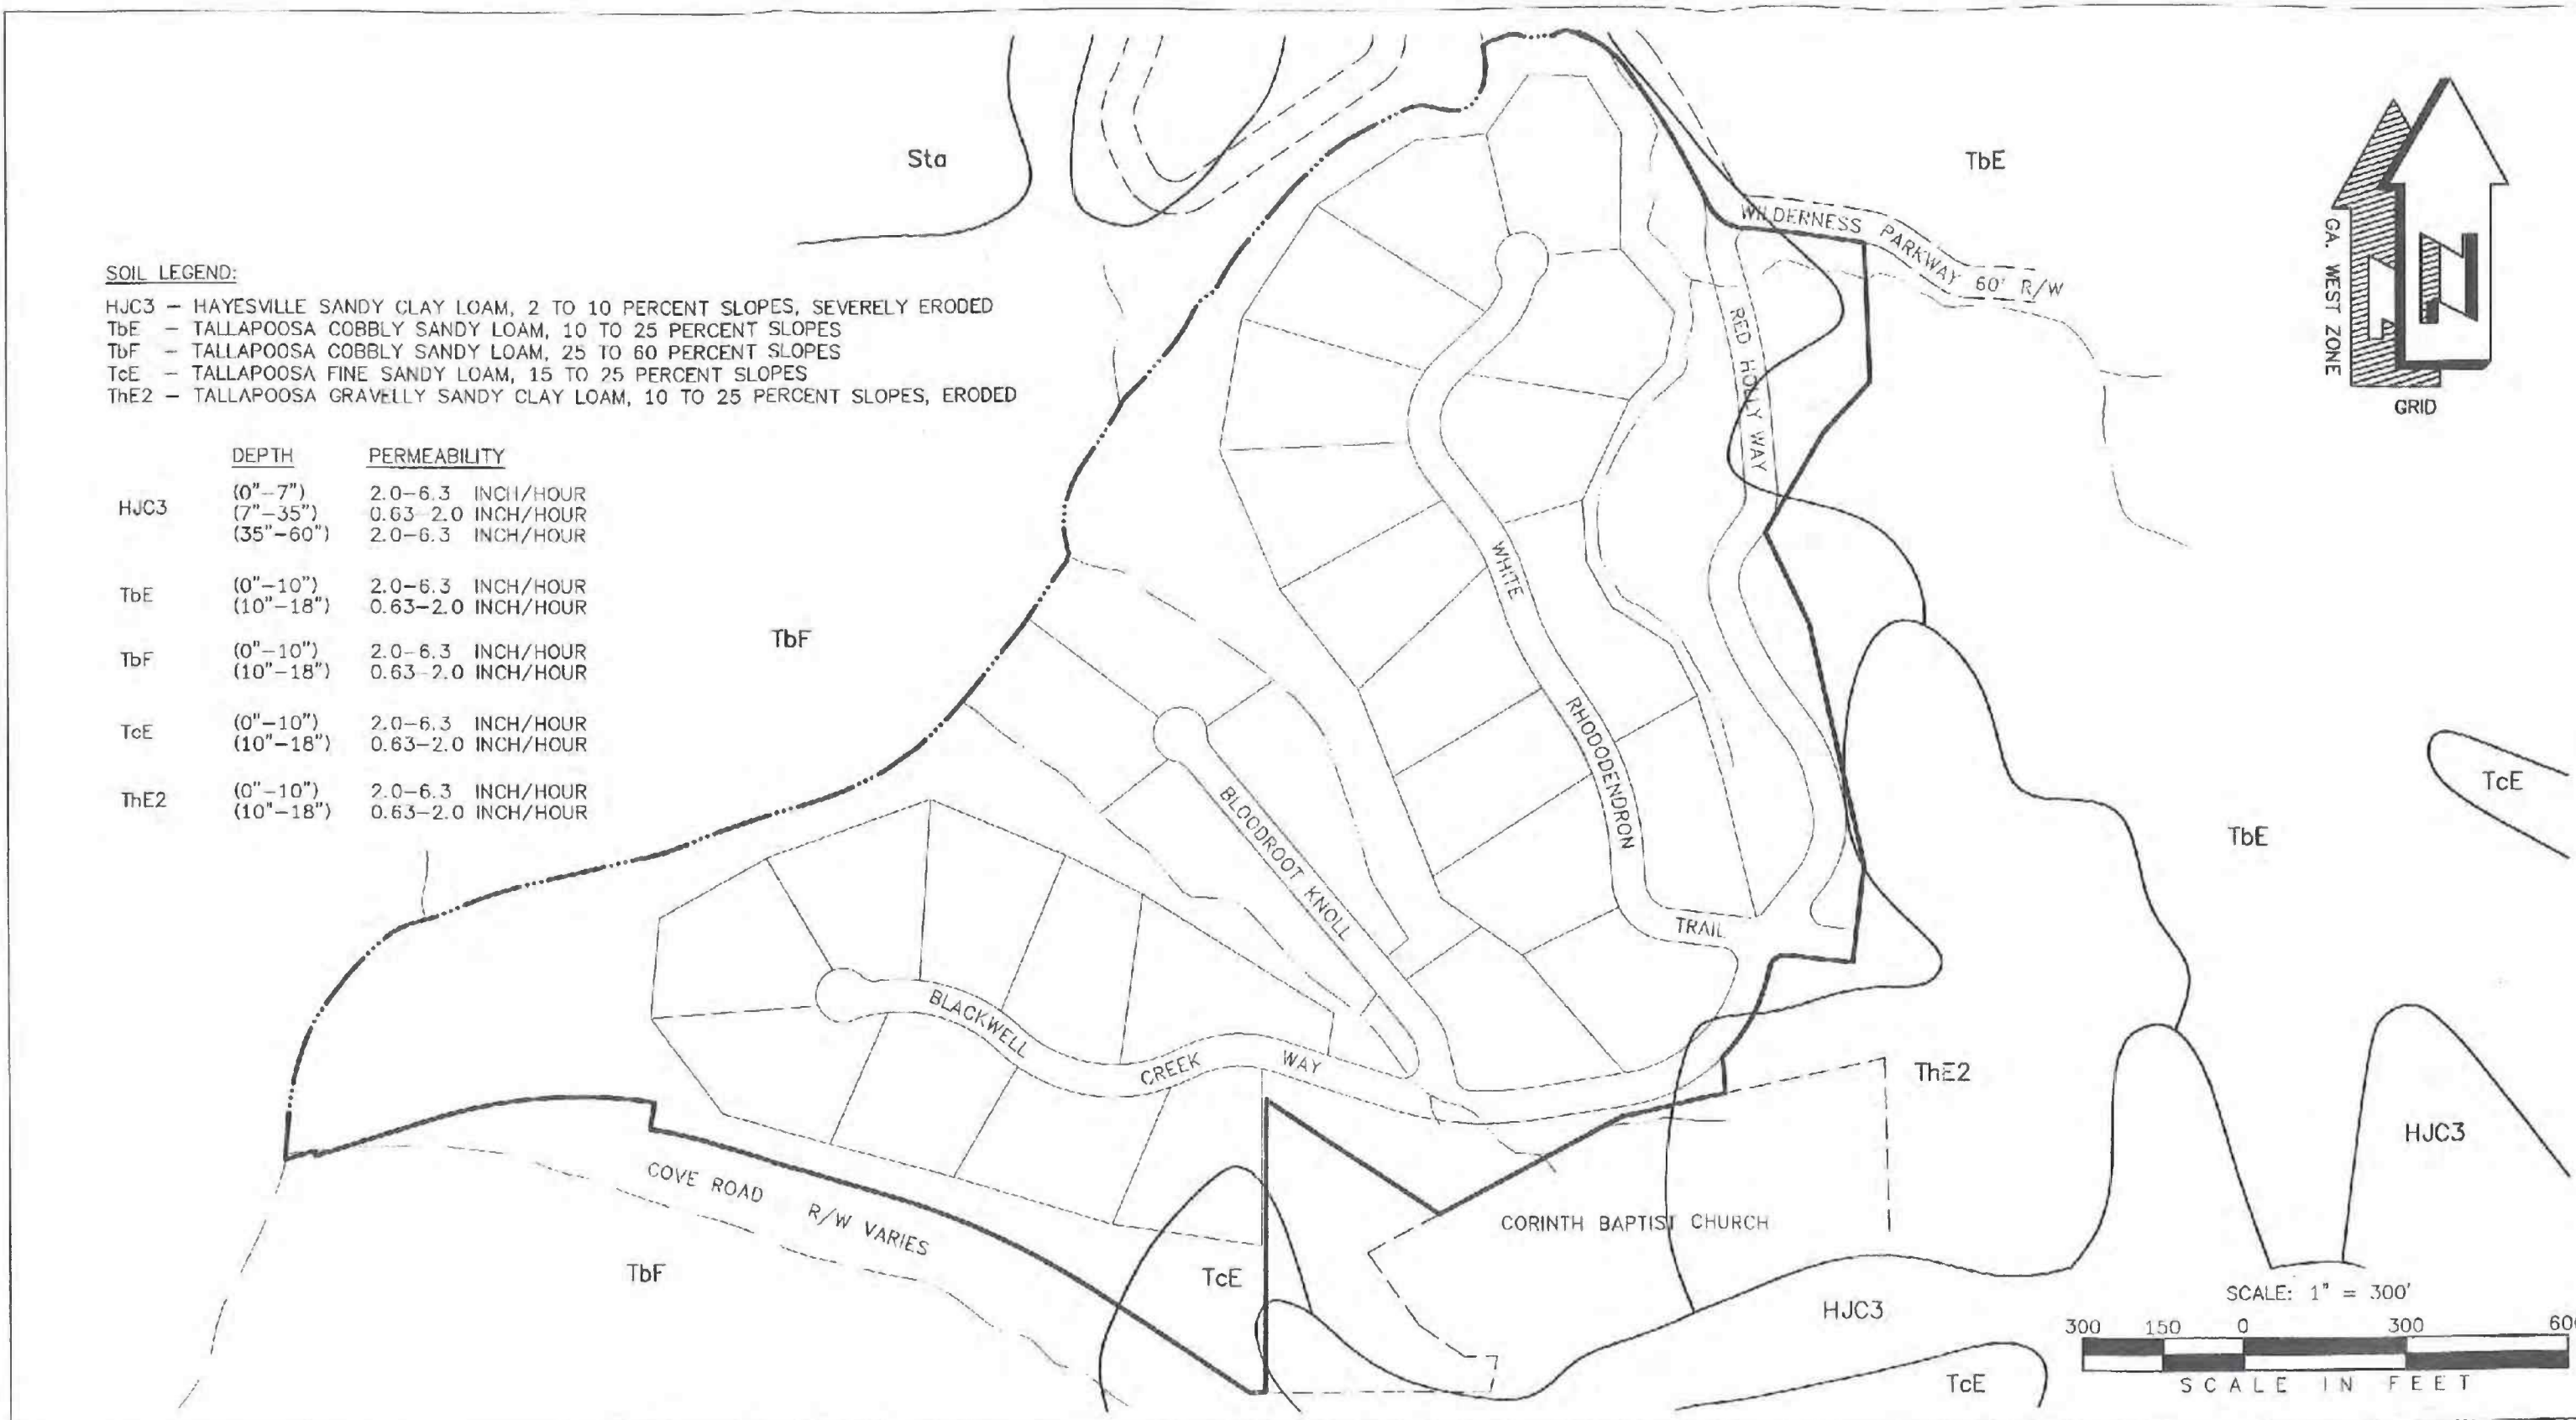 Sta
TbE
WILDERNESS PARKWAY 60' R/W
GA. WEST ZONE
GRID
SOIL LEGEND:
HJC3 – HAYESVILLE SANDY CLAY LOAM, 2 TO 10 PERCENT SLOPES, SEVERELY ERODED
TbE – TALLAPOOSA COBBLY SANDY LOAM, 10 TO 25 PERCENT SLOPES
TbF – TALLAPOOSA COBBLY SANDY LOAM, 25 TO 60 PERCENT SLOPES
TcE – TALLAPOOSA FINE SANDY LOAM, 15 TO 25 PERCENT SLOPES
ThE2 – TALLAPOOSA GRAVELLY SANDY CLAY LOAM, 10 TO 25 PERCENT SLOPES, ERODED
DEPTH PERMEABILITY
HJC3
(0"–7") 2.0–6.3 INCH/HOUR
(7"–35") 0.63–2.0 INCH/HOUR
(35"–60") 2.0–6.3 INCH/HOUR
TbE
(0"–10") 2.0–6.3 INCH/HOUR
(10"–18") 0.63–2.0 INCH/HOUR
TbF
(0"–10") 2.0–6.3 INCH/HOUR
(10"–18") 0.63–2.0 INCH/HOUR
TcE
(0"–10") 2.0–6.3 INCH/HOUR
(10"–18") 0.63–2.0 INCH/HOUR
ThE2
(0"–10") 2.0–6.3 INCH/HOUR
(10"–18") 0.63–2.0 INCH/HOUR
RED HOLLY WAY
WHITE RHODODENDRON TRAIL
TbF
BLOODROOT KNOLL
TcE
TbE
BLACKWELL CREEK WAY
ThE2
HJC3
COVE ROAD R/W VARIES
CORINTH BAPTIST CHURCH
TbF
TcE
HJC3
TcE
SCALE: 1" = 300'
300 150 0 300 600
SCALE IN FEET
N